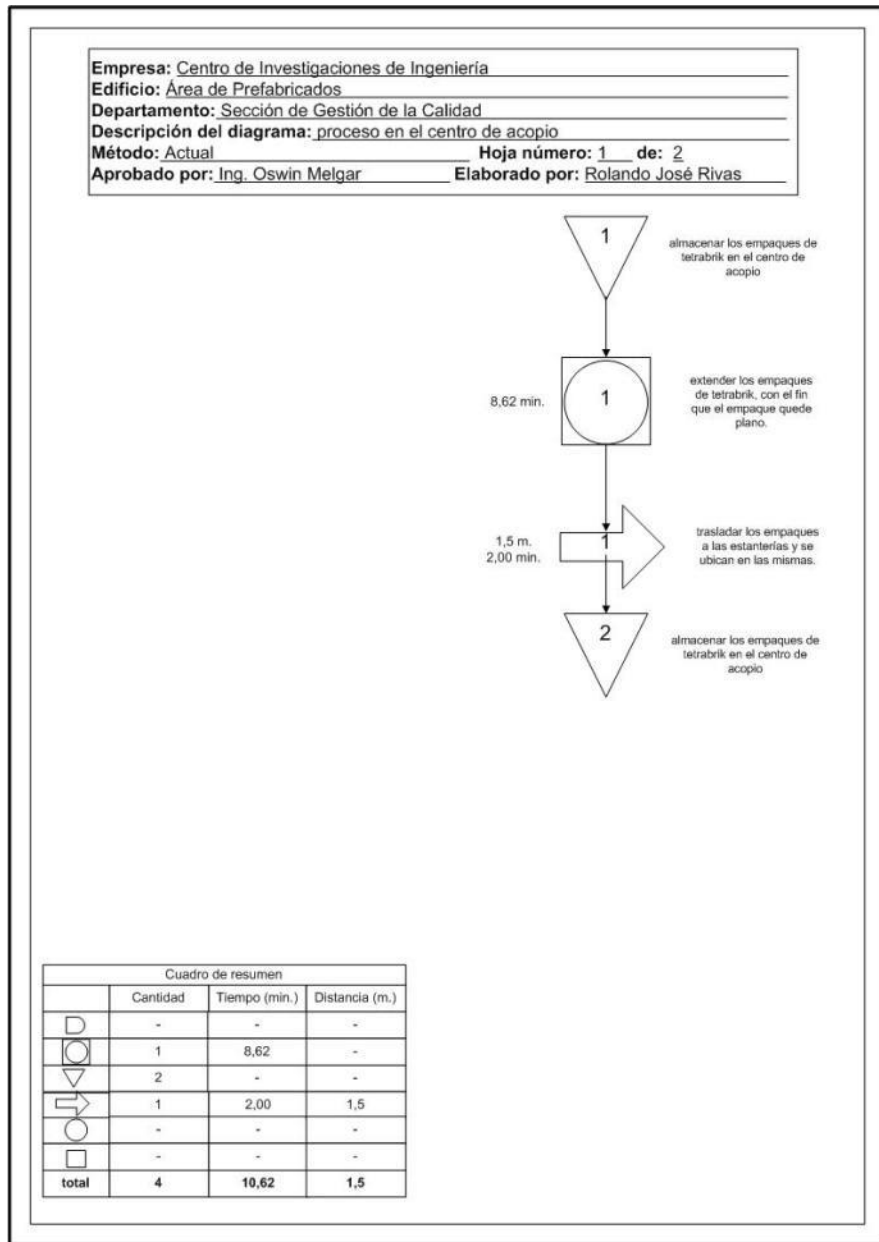 Empresa: Centro de Investigaciones de Ingeniería
Edificio: Área de Prefabricados
Departamento: Sección de Gestión de la Calidad
Descripción del diagrama: proceso en el centro de acopio
Método: Actual Hoja número: 1 de: 2
Aprobado por: Ing. Oswin Melgar Elaborado por: Rolando José Rivas
1
almacenar los empaques de
tetrabrik en el centro de
acopio
8,62 min.
1
extender los empaques
de tetrabrik, con el fin
que el empaque quede
plano.
1,5 m.
2,00 min.
1
trasladar los empaques
a las estanterías y se
ubican en las mismas.
2
almacenar los empaques de
tetrabrik en el centro de
acopio
Cuadro de resumen
Cantidad Tiempo (min.) Distancia (m.)
- - -
1 8,62 -
2 - -
1 2,00 1,5
- - -
- - -
total 4 10,62 1,5